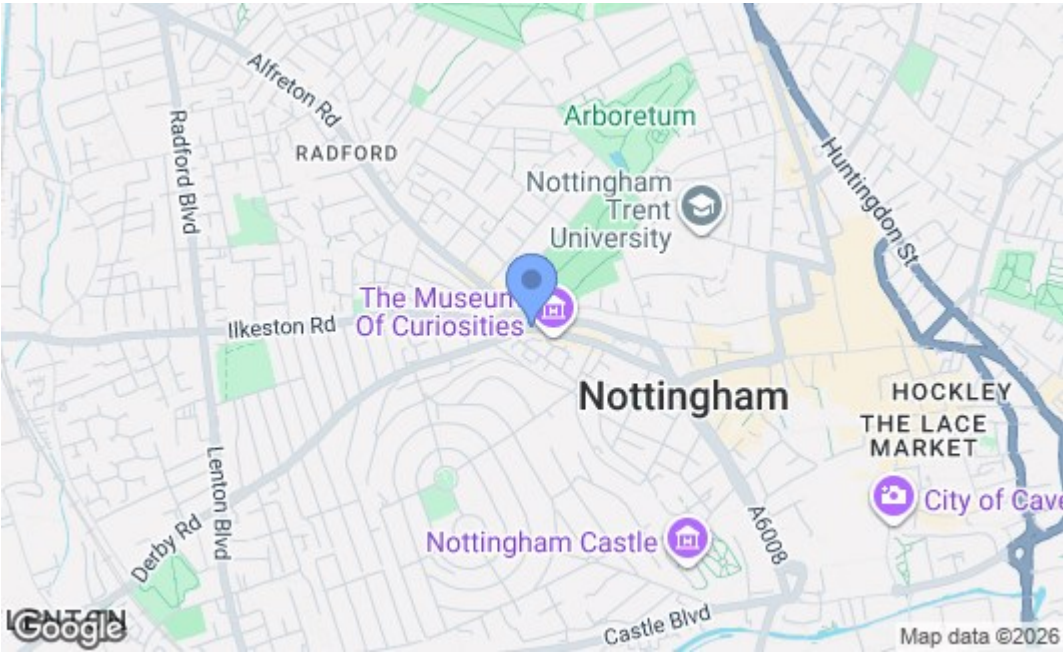 Alfreton Rd
Radford Blvd
RADFORD
Arboretum
Huntingdon St
Nottingham
Trent
University
The Museum
Of Curiosities
Ilkeston Rd
Nottingham
HOCKLEY
THE LACE
MARKET
Lenton Blvd
City of Cave
Derby Rd
Nottingham Castle
A6008
Castle Blvd
LENTON
Google
Map data ©2026